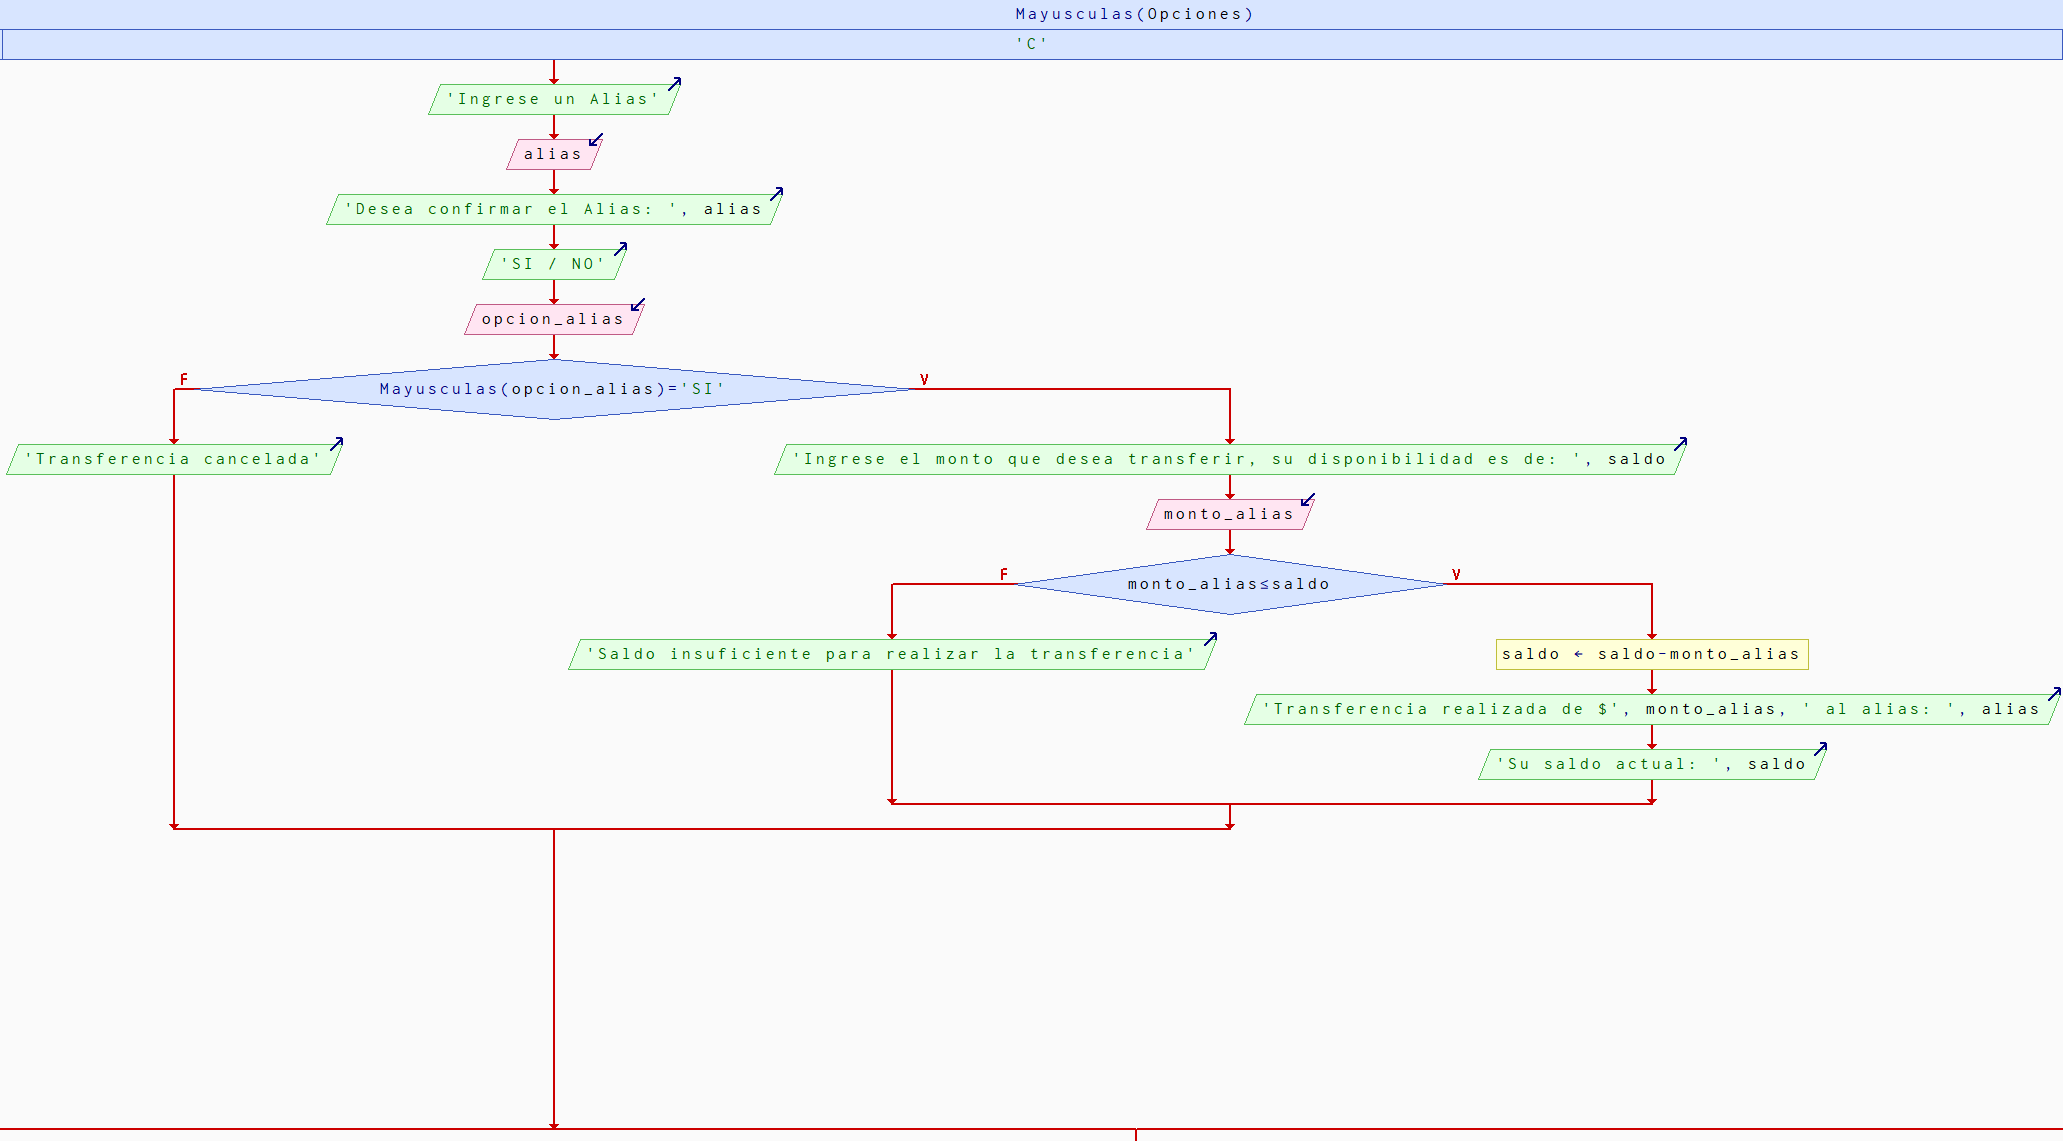 Mayusculas(Opciones)
'C'
'Ingrese un Alias'
alias
'Desea confirmar el Alias: ', alias
'SI / NO'
opcion_alias
F
Mayusculas(opcion_alias)='SI'
V
'Transferencia cancelada'
'Ingrese el monto que desea transferir, su disponibilidad es de: ', saldo
monto_alias
F
monto_alias≤saldo
V
'Saldo insuficiente para realizar la transferencia'
saldo ← saldo-monto_alias
'Transferencia realizada de $', monto_alias, ' al alias: ', alias
'Su saldo actual: ', saldo